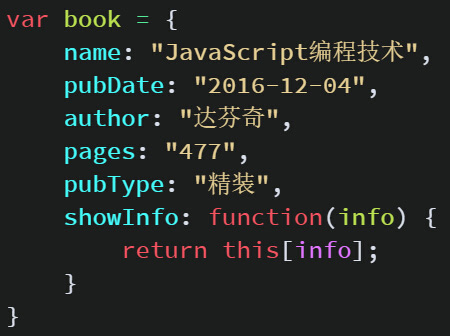 var book = {
    name: "JavaScript编程技术",
    pubDate: "2016-12-04",
    author: "达芬奇",
    pages: "477",
    pubType: "精装",
    showInfo: function(info) {
        return this[info];
    }
}